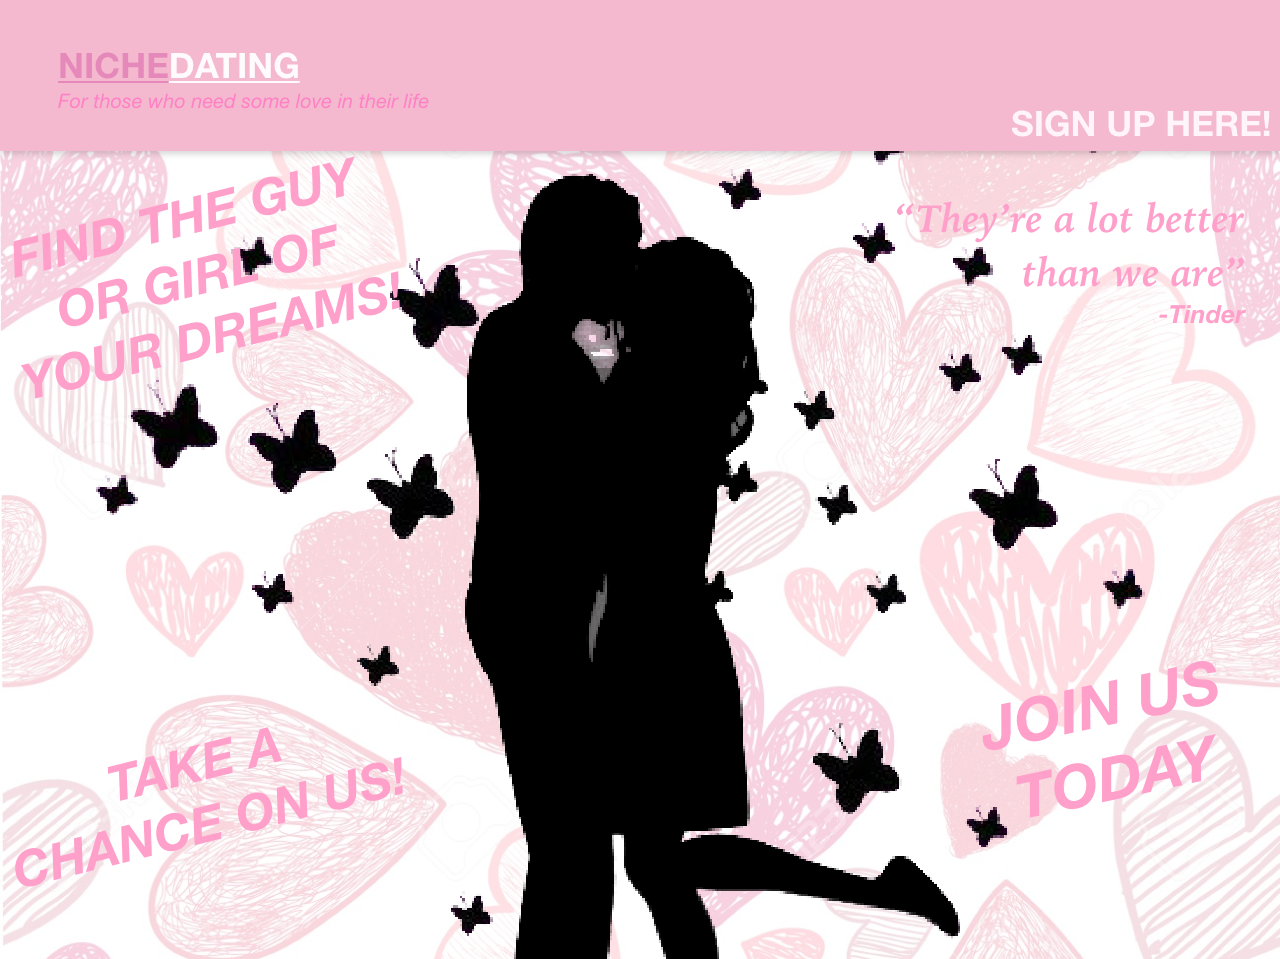 NICHEDATING
For those who need some love in their life
SIGN UP HERE!
FIND THE GUY
OR GIRL OF
YOUR DREAMS!
“They’re a lot better
than we are”
-Tinder
TAKE A
CHANCE ON US!
JOIN US
TODAY